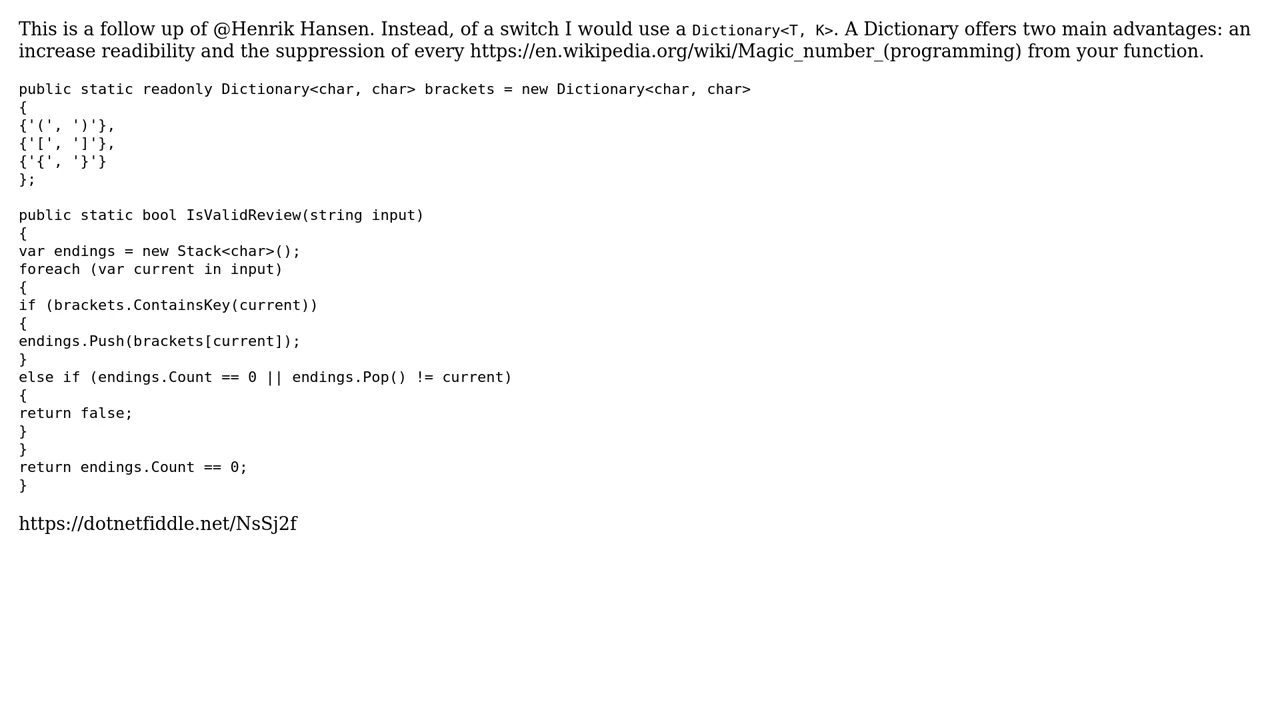 This is a follow up of @Henrik Hansen. Instead, of a switch I would use a Dictionary<T, K>. A Dictionary offers two main advantages: an
increase readibility and the suppression of every https://en.wikipedia.org/wiki/Magic_number_(programming) from your function.
public static readonly Dictionary<char, char> brackets = new Dictionary<char, char>
{
{'(', ')'},
{'[', ']'},
{'{', '}'}
};
public static bool IsValidReview(string input)
{
var endings = new Stack<char>();
foreach (var current in input)
{
if (brackets.ContainsKey(current))
{
endings.Push(brackets[current]);
}
else if (endings.Count == 0 || endings.Pop() != current)
{
return false;
}
}
return endings.Count == 0;
}
https://dotnetfiddle.net/NsSj2f